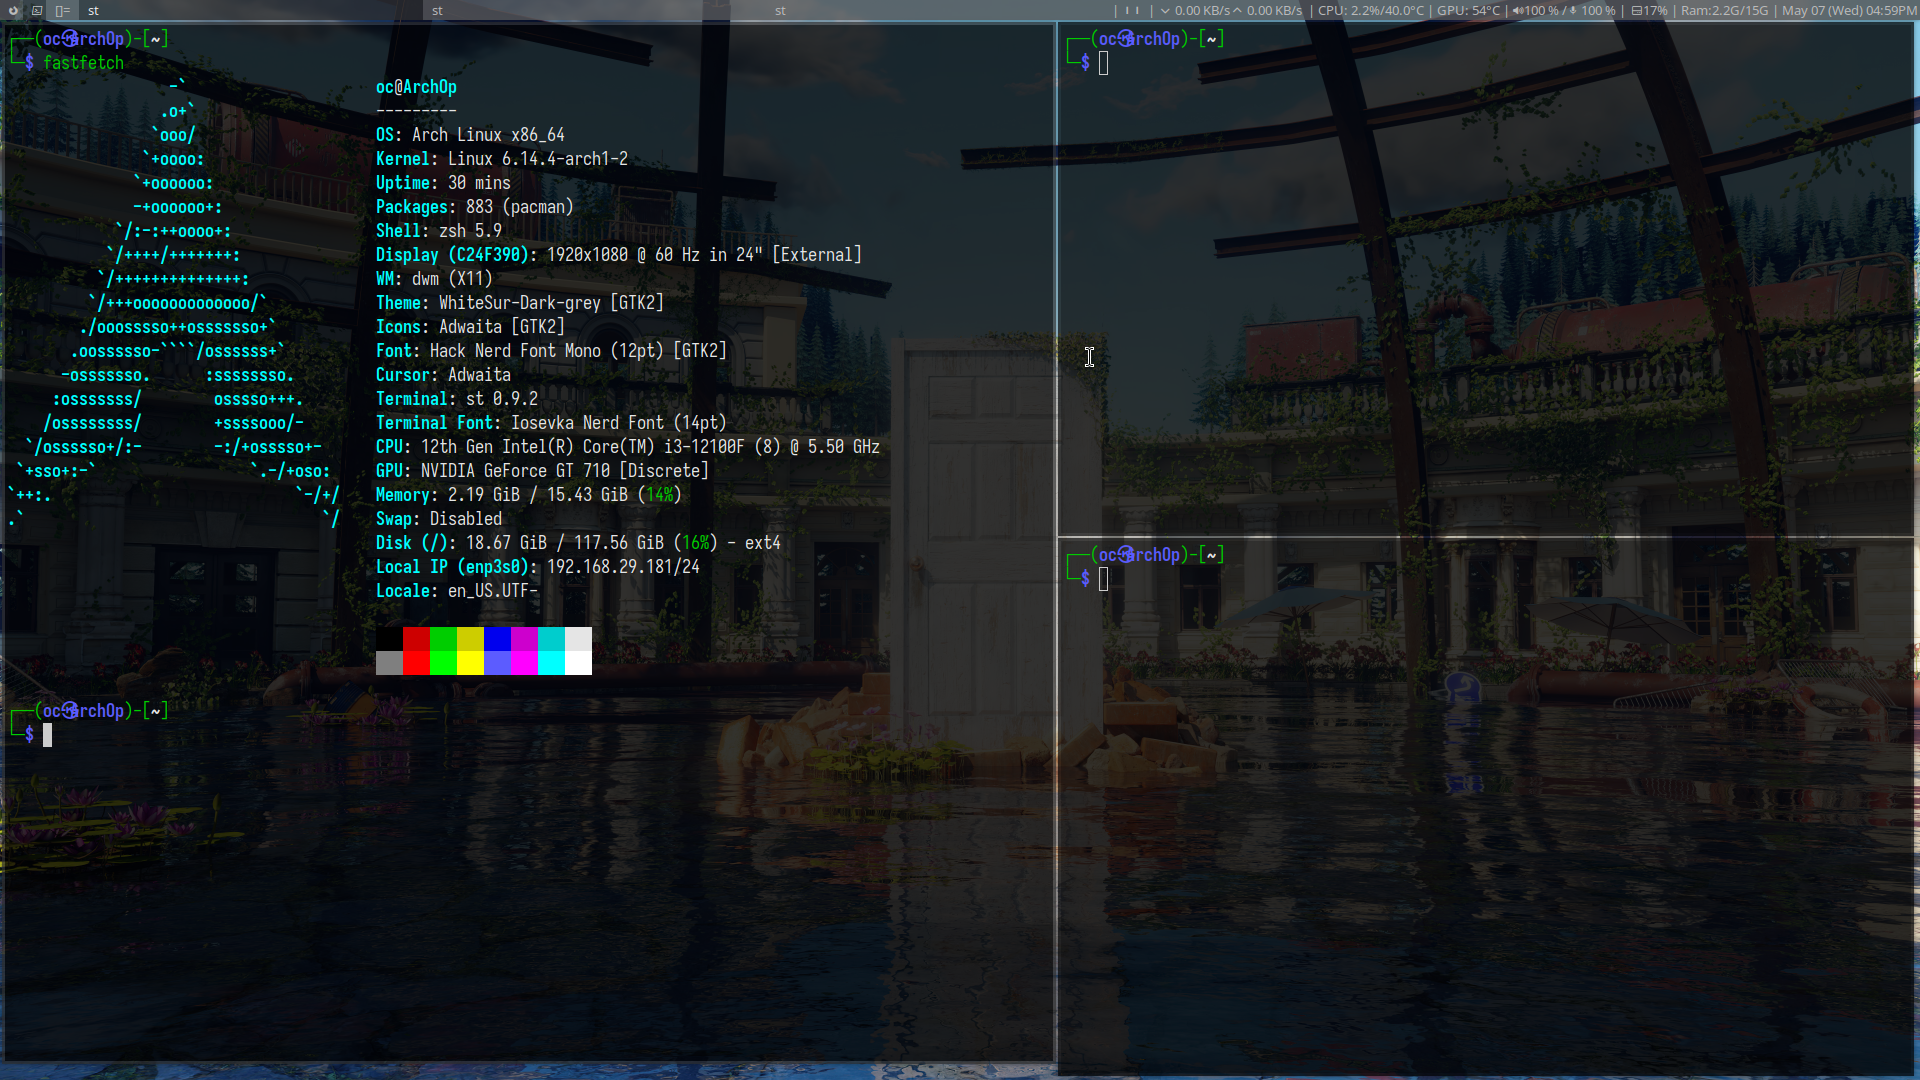 []= st st st | | | 0.00 KB/s 0.00 KB/s | CPU: 2.2%/40.0°C | GPU: 54°C | 100 % / 100 % | 17% | Ram:2.2G/15G | May 07 (Wed) 04:59PM
┌──(oc㉿ArchOp)-[~]
└─$ fastfetch
oc@ArchOp
---------
OS: Arch Linux x86_64
Kernel: Linux 6.14.4-arch1-2
Uptime: 30 mins
Packages: 883 (pacman)
Shell: zsh 5.9
Display (C24F390): 1920x1080 @ 60 Hz in 24" [External]
WM: dwm (X11)
Theme: WhiteSur-Dark-grey [GTK2]
Icons: Adwaita [GTK2]
Font: Hack Nerd Font Mono (12pt) [GTK2]
Cursor: Adwaita
Terminal: st 0.9.2
Terminal Font: Iosevka Nerd Font (14pt)
CPU: 12th Gen Intel(R) Core(TM) i3-12100F (8) @ 5.50 GHz
GPU: NVIDIA GeForce GT 710 [Discrete]
Memory: 2.19 GiB / 15.43 GiB (14%)
Swap: Disabled
Disk (/): 18.67 GiB / 117.56 GiB (16%) - ext4
Local IP (enp3s0): 192.168.29.181/24
Locale: en_US.UTF-
┌──(oc㉿ArchOp)-[~]
└─$
┌──(oc㉿ArchOp)-[~]
└─$
┌──(oc㉿ArchOp)-[~]
└─$